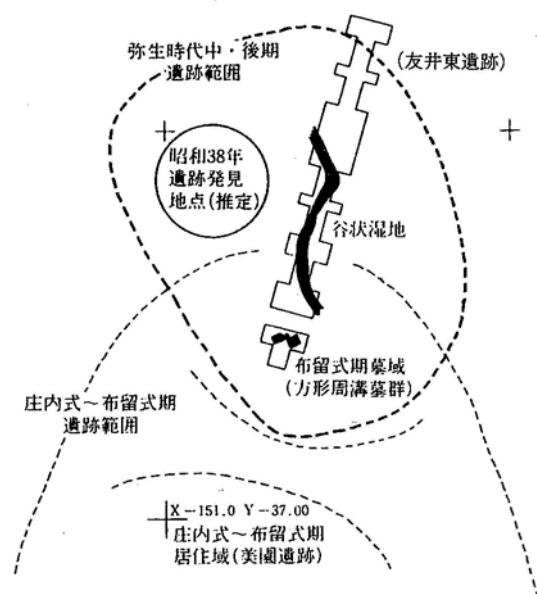 弥生時代中・後期
遺跡範囲
(友井東遺跡)
昭和38年
遺跡発見
地点(推定)
谷状湿地
布留式期墓域
(方形周溝墓群)
庄内式〜布留式期
遺跡範囲
X -151.0 Y -37.00
庄内式〜布留式期
居住域(美園遺跡)